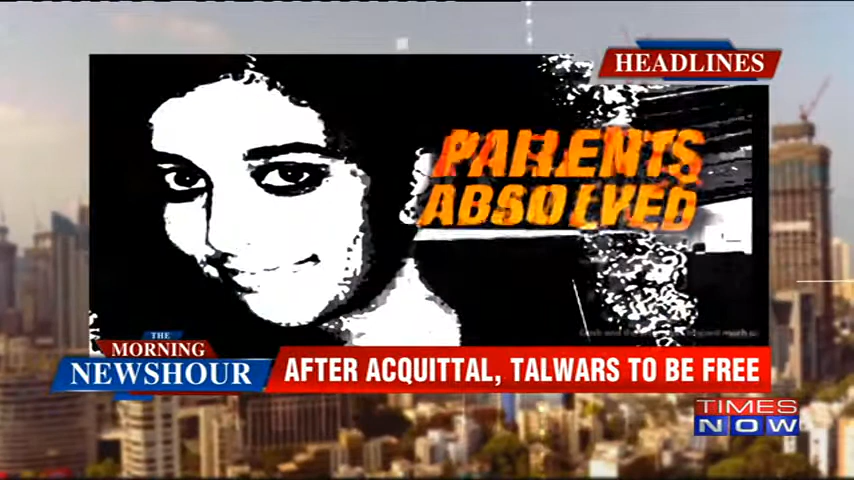 HEADLINES
PARENTS
ABSOLVED
THE
MORNING
NEWSHOUR
AFTER ACQUITTAL, TALWARS TO BE FREE
TIMES
NOW